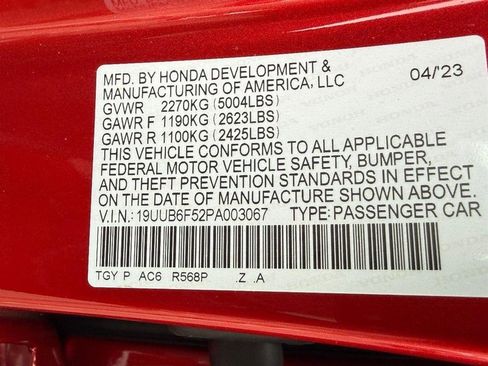 MFD. BY HONDA DEVELOPMENT & 04/'23
MANUFACTURING OF AMERICA, LLC
GVWR 2270KG (5004LBS)
GAWR F 1190KG (2623LBS)
GAWR R 1100KG (2425LBS)
THIS VEHICLE CONFORMS TO ALL APPLICABLE
FEDERAL MOTOR VEHICLE SAFETY, BUMPER,
AND THEFT PREVENTION STANDARDS IN EFFECT
ON THE DATE OF MANUFACTURE SHOWN ABOVE.
V.I.N.: 19UUB6F52PA003067 TYPE: PASSENGER CAR
TGY P AC6 R568P .Z .A